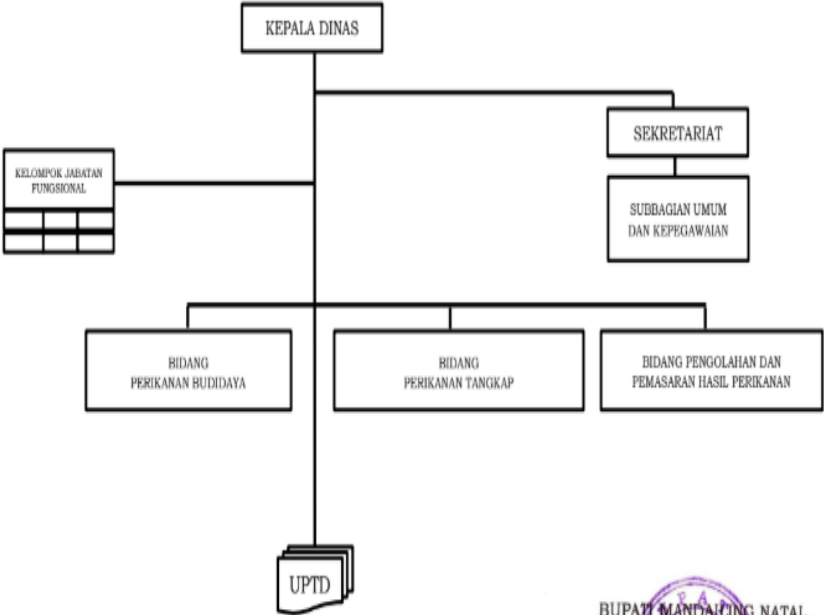 KEPALA DINAS
SEKRETARIAT
KELOMPOK JABATAN
FUNGSIONAL
SUBBAGIAN UMUM
DAN KEPEGAWAIAN
BIDANG
PERIKANAN BUDIDAYA
BIDANG
PERIKANAN TANGKAP
BIDANG PENGOLAHAN DAN
PEMASARAN HASIL PERIKANAN
UPTD
BUPATI MANDAILING NATAL